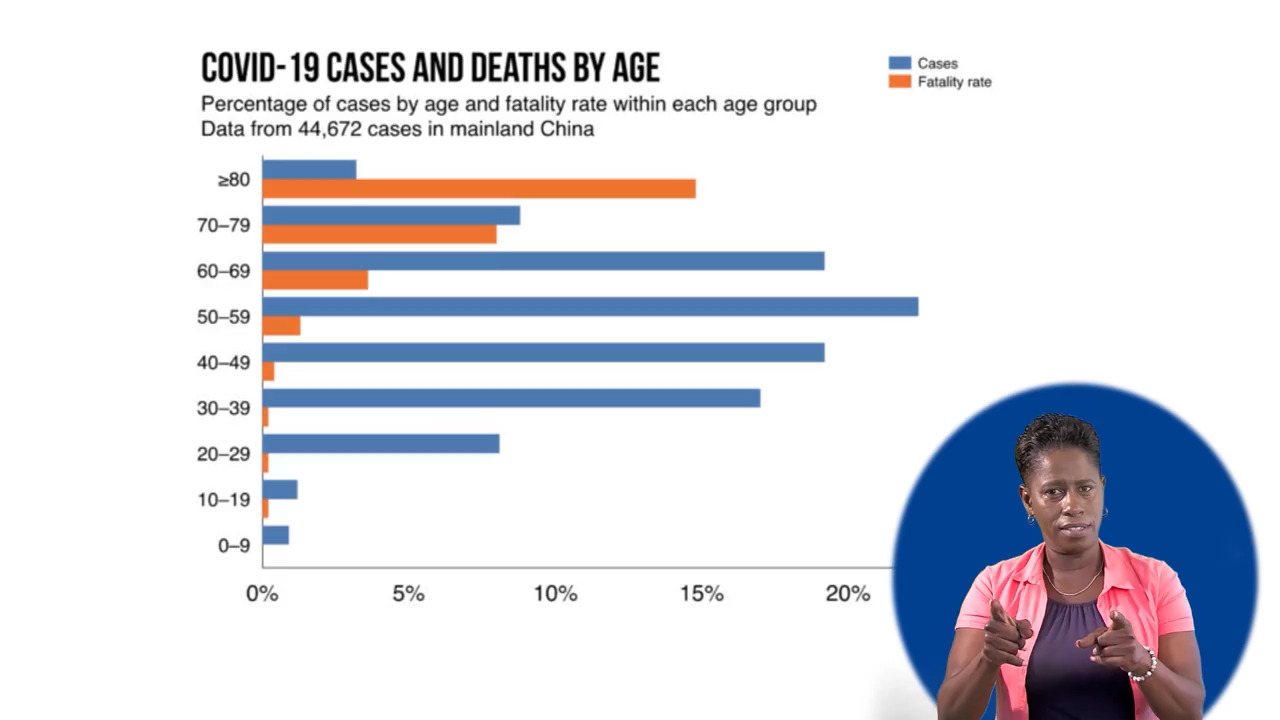 COVID-19 CASES AND DEATHS BY AGE
Percentage of cases by age and fatality rate within each age group
Data from 44,672 cases in mainland China
Cases
Fatality rate
≥80
70–79
60–69
50–59
40–49
30–39
20–29
10–19
0–9
0% 5% 10% 15% 20%